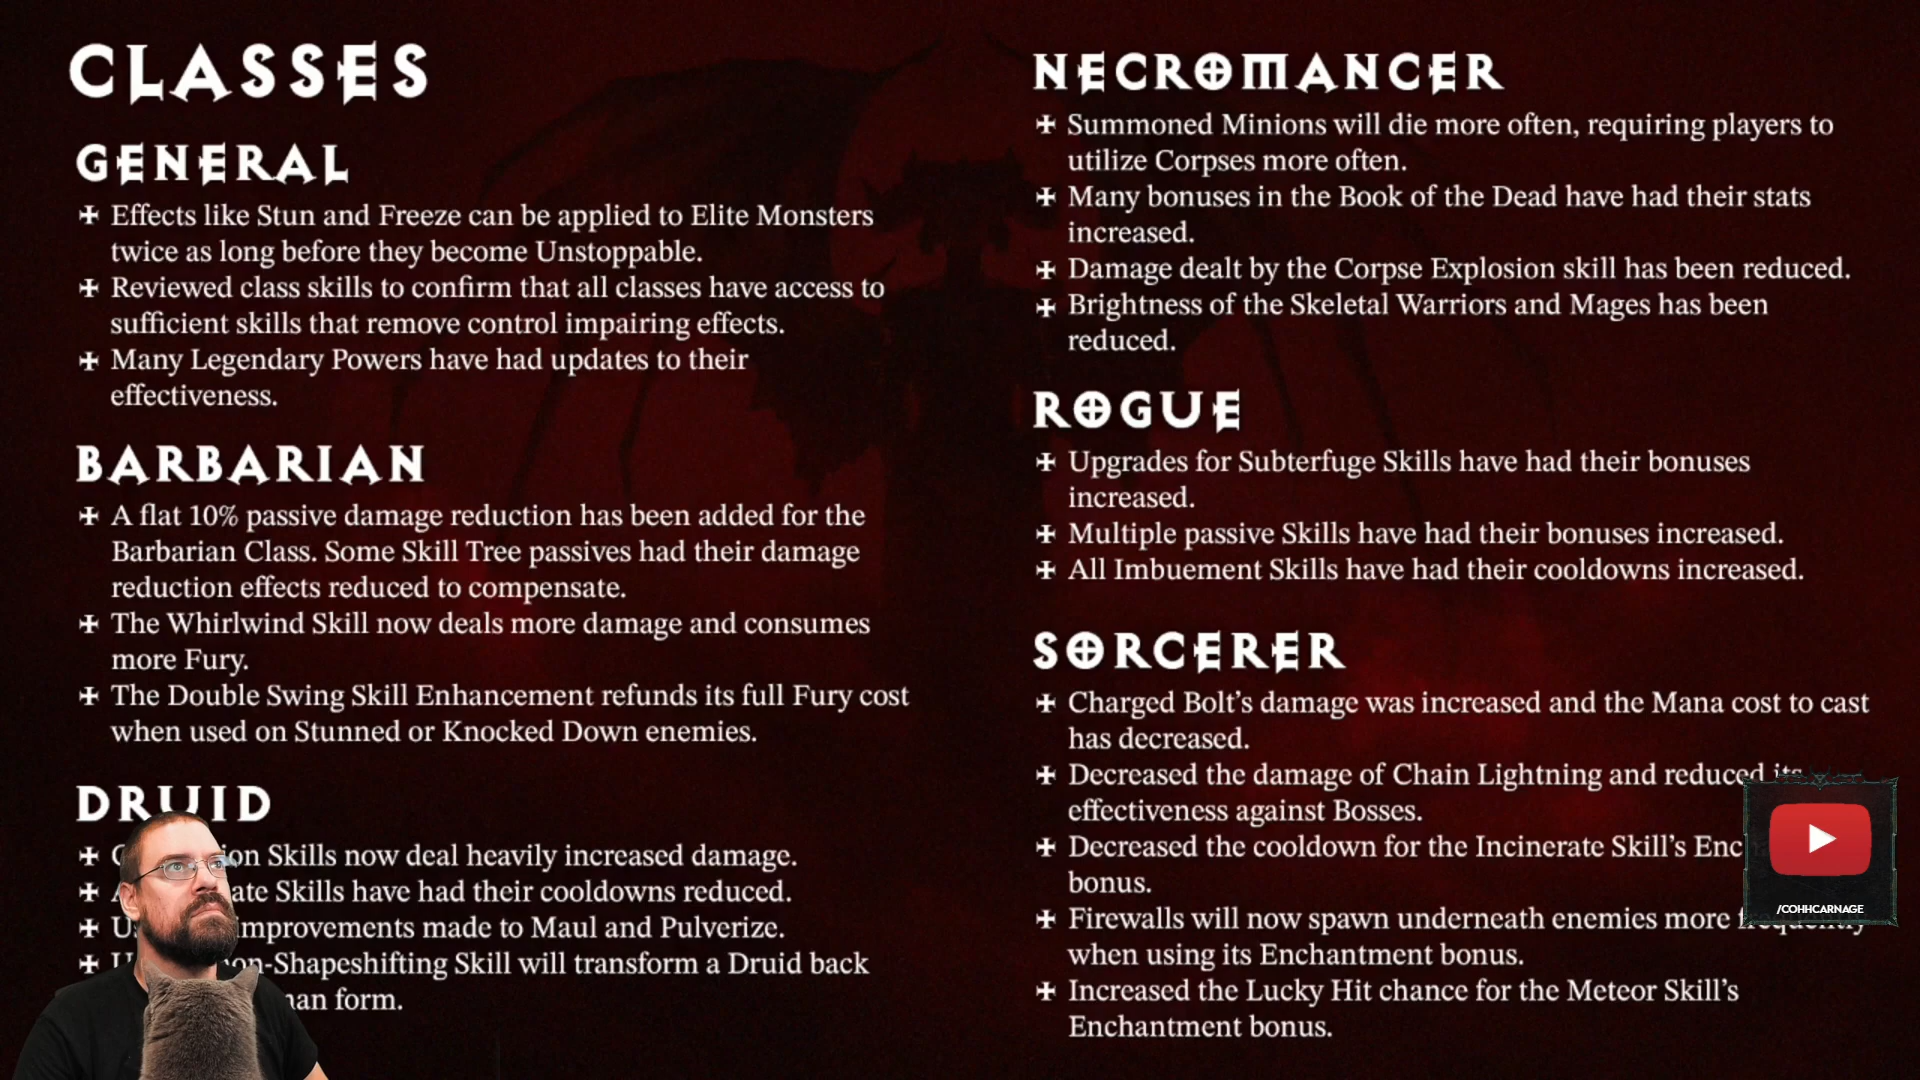 CLASSES
GENERAL
Effects like Stun and Freeze can be applied to Elite Monsters
twice as long before they become Unstoppable.
Reviewed class skills to confirm that all classes have access to
sufficient skills that remove control impairing effects.
Many Legendary Powers have had updates to their
effectiveness.
BARBARIAN
A flat 10% passive damage reduction has been added for the
Barbarian Class. Some Skill Tree passives had their damage
reduction effects reduced to compensate.
The Whirlwind Skill now deals more damage and consumes
more Fury.
The Double Swing Skill Enhancement refunds its full Fury cost
when used on Stunned or Knocked Down enemies.
DRUID
Skills now deal heavily increased damage.
Skills have had their cooldowns reduced.
improvements made to Maul and Pulverize.
Skill will transform a Druid back
form.
NECROMANCER
Summoned Minions will die more often, requiring players to
utilize Corpses more often.
Many bonuses in the Book of the Dead have had their stats
increased.
Damage dealt by the Corpse Explosion skill has been reduced.
Brightness of the Skeletal Warriors and Mages has been
reduced.
ROGUE
Upgrades for Subterfuge Skills have had their bonuses
increased.
Multiple passive Skills have had their bonuses increased.
All Imbuement Skills have had their cooldowns increased.
SORCERER
Charged Bolt's damage was increased and the Mana cost to cast
has decreased.
Decreased the damage of Chain Lightning and reduced its
effectiveness against Bosses.
Decreased the cooldown for the Incinerate Skill's
bonus.
Firewalls will now spawn underneath enemies more frequently
when using its Enchantment bonus.
Increased the Lucky Hit chance for the Meteor Skill's
Enchantment bonus.
/COHHCARNAGE